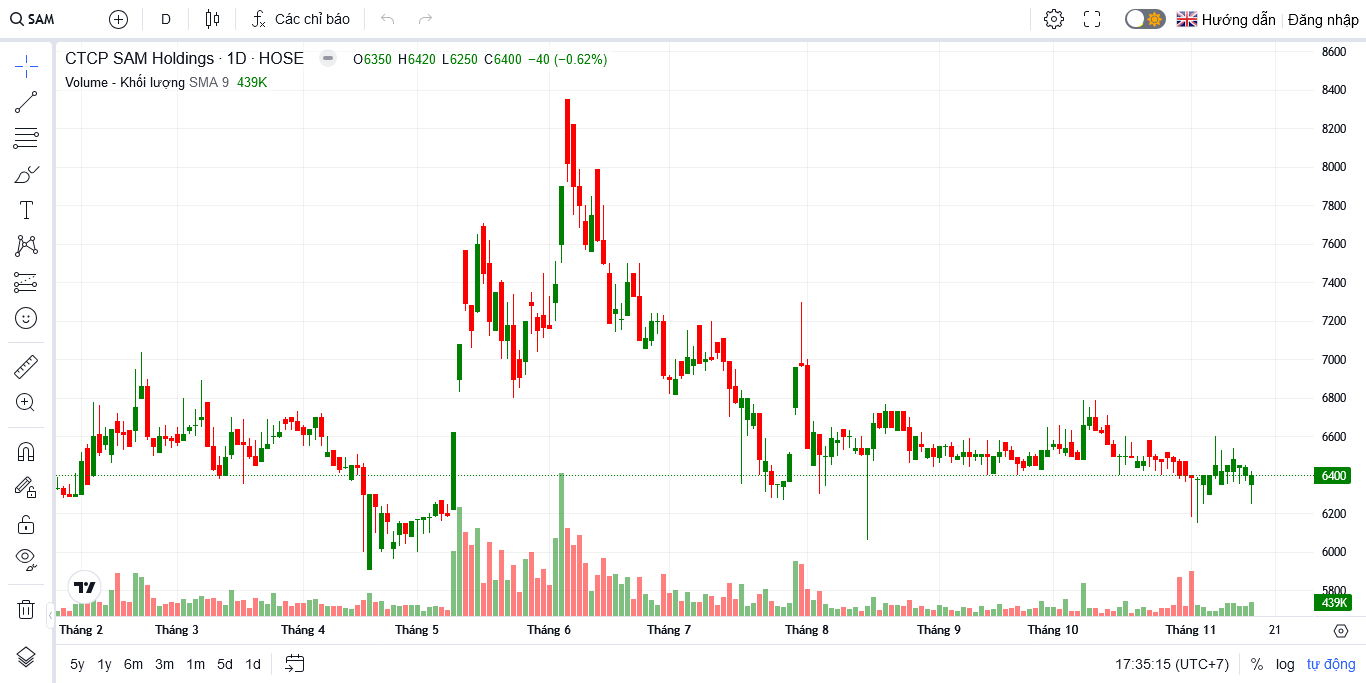 SAM D Các chỉ báo Hướng dẫn Đăng nhập
CTCP SAM Holdings · 1D · HOSE O6350 H6420 L6250 C6400 −40 (−0.62%)
Volume - Khối lượng SMA 9 439K
8600
8400
8200
8000
7800
7600
7400
7200
7000
6800
6600
6400
6200
6000
5800
439K
Tháng 2 Tháng 3 Tháng 4 Tháng 5 Tháng 6 Tháng 7 Tháng 8 Tháng 9 Tháng 10 Tháng 11 21
5y 1y 6m 3m 1m 5d 1d 17:35:15 (UTC+7) % log tự động